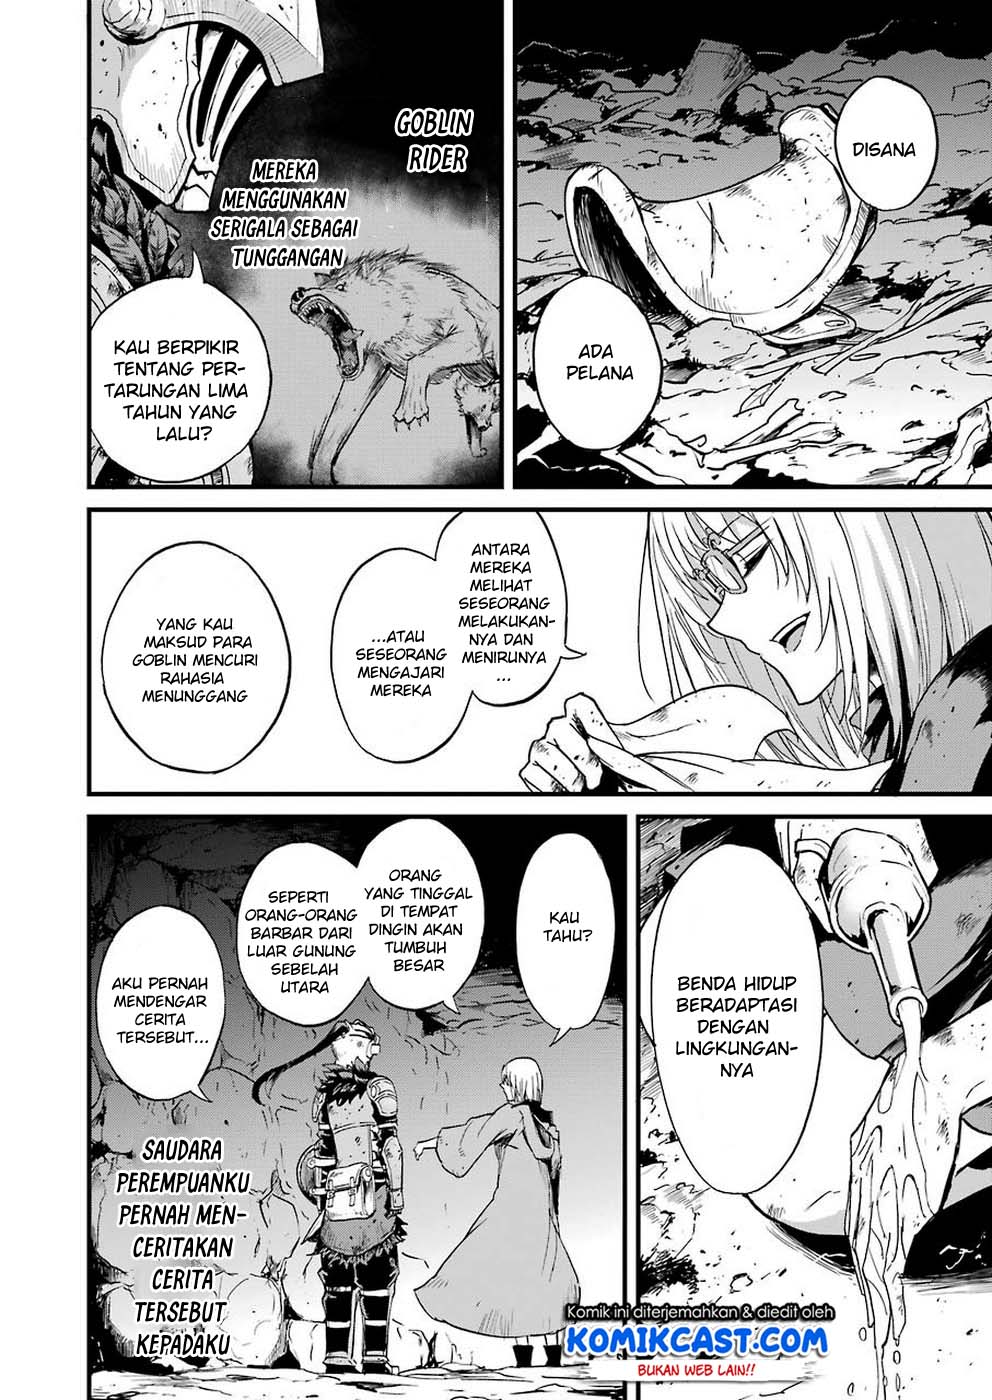 DISANA
ADA
PELANA
GOBLIN
RIDER
MEREKA
MENGGUNAKAN
SERIGALA SEBAGAI
TUNGGANGAN
KAU BERPIKIR
TENTANG PER-
TARUNGAN LIMA
TAHUN YANG
LALU?
ANTARA
MEREKA
MELIHAT
SESEORANG
MELAKUKAN-
NYA DAN
MENIRUNYA
...
...ATAU
SESEORANG
MENGAJARI
MEREKA
YANG KAU
MAKSUD PARA
GOBLIN MENCURI
RAHASIA
MENUNGGANG
BENDA HIDUP
BERADAPTASI
DENGAN
LINGKUNGAN-
NYA
KAU
TAHU?
ORANG
YANG TINGGAL
DI TEMPAT
DINGIN AKAN
TUMBUH
BESAR
SEPERTI
ORANG-ORANG
BARBAR DARI
LUAR GUNUNG
SEBELAH
UTARA
AKU PERNAH
MENDENGAR
CERITA
TERSEBUT...
SAUDARA
PEREMPUANKU
PERNAH MEN-
CERITAKAN
CERITA
TERSEBUT
KEPADAKU
Komik ini diterjemahkan & diedit oleh
KOMIKCAST.COM
BUKAN WEB LAIN!!